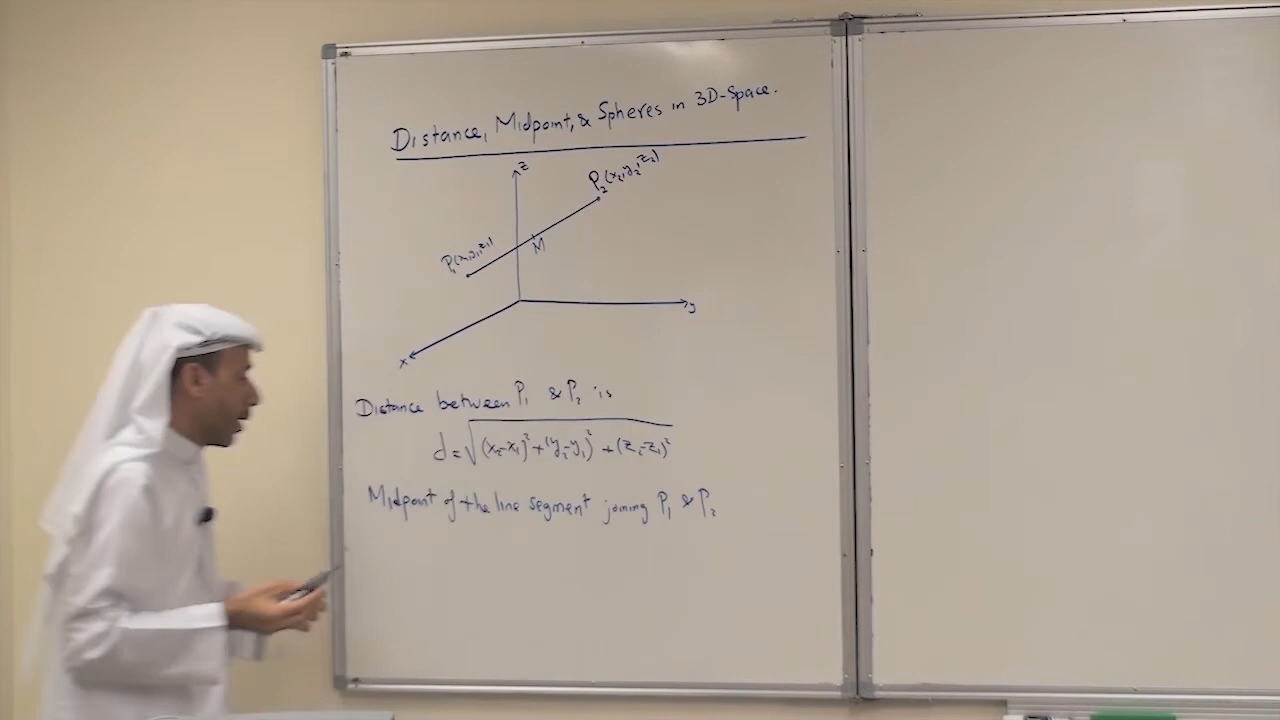 Distance, Midpoint, & Spheres in 3D-Space.
z
P₂(x₂,y₂,z₂)
P₁(x₁,y₁,z₁)
M
y
x
Distance between P₁ & P₂ is
d=√(x₂-x₁)²+(y₂-y₁)²+(z₂-z₁)²
Midpoint of the line segment joining P₁ & P₂